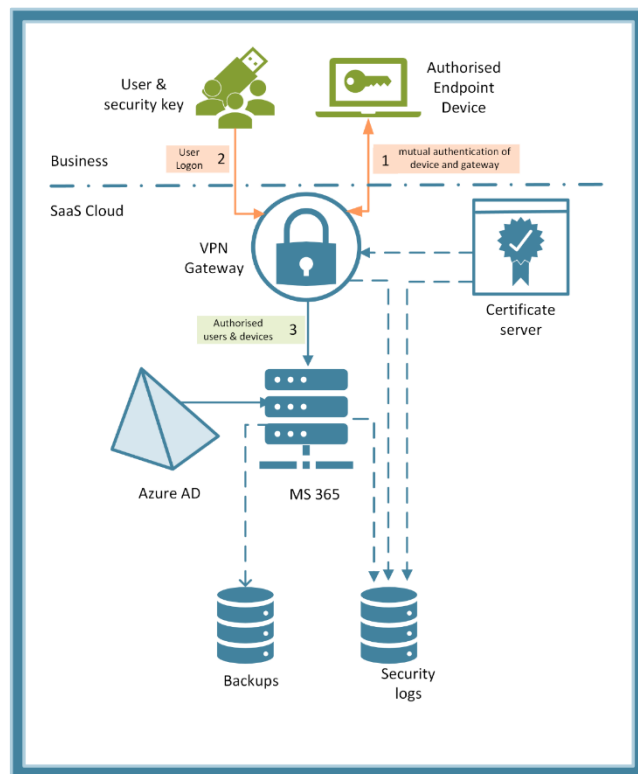 User &
security key
Authorised
Endpoint
Device
User
Logon
2
1
mutual authentication of
device and gateway
Business
SaaS Cloud
VPN
Gateway
Certificate
server
Authorised
users & devices
3
Azure AD
MS 365
Backups
Security
logs